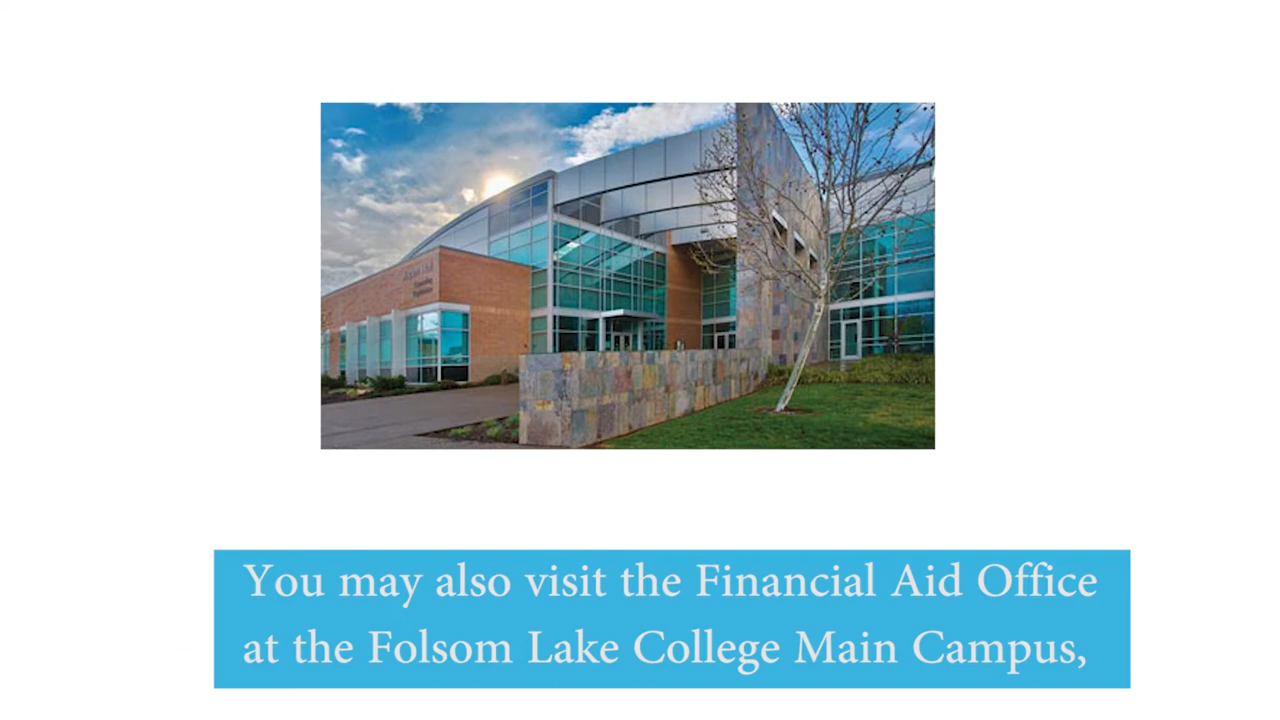 You may also visit the Financial Aid Office
at the Folsom Lake College Main Campus,